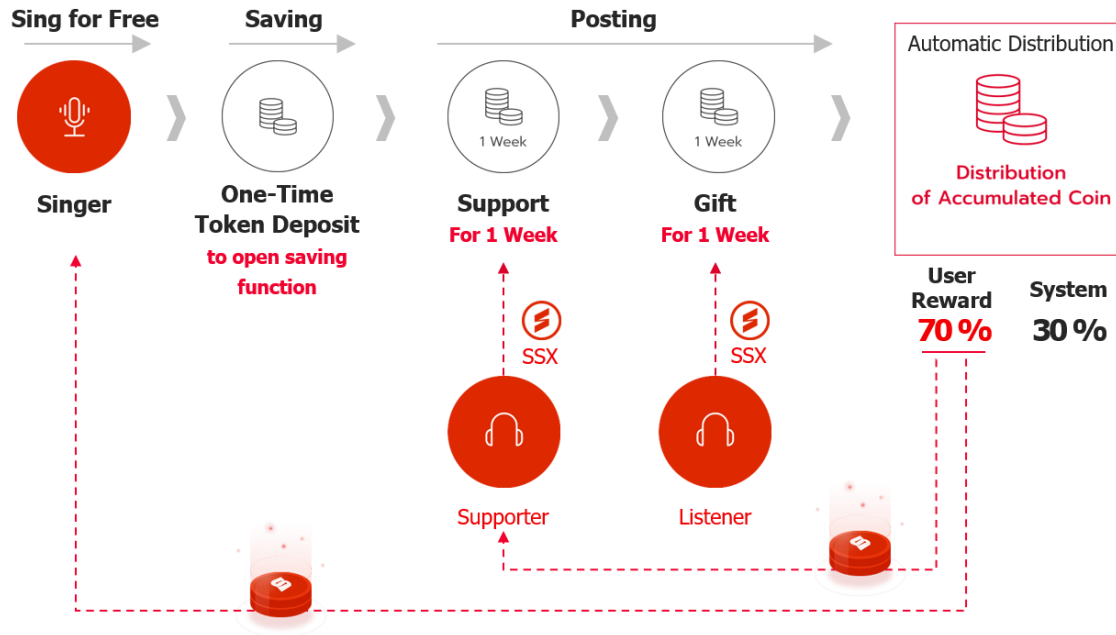 Sing for Free
Saving
Posting
Automatic Distribution
1 Week
1 Week
Distribution
of Accumulated Coin
Singer
One-Time
Token Deposit
to open saving
function
Support
For 1 Week
Gift
For 1 Week
User
Reward
70 %
System
30 %
SSX
SSX
Supporter
Listener